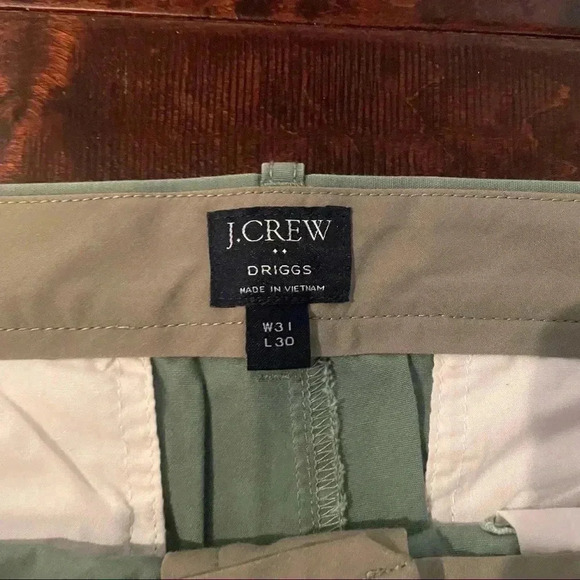 J.CREW
DRIGGS
MADE IN VIETNAM
W31
L30